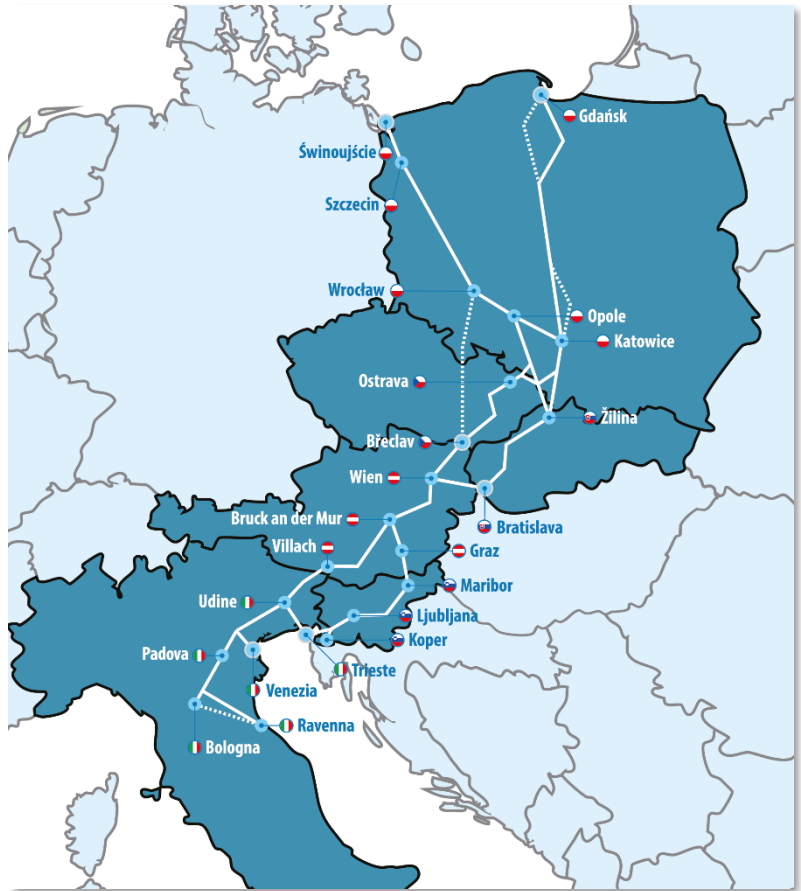 Gdańsk
Świnoujście
Szczecin
Wrocław
Opole
Katowice
Ostrava
Žilina
Břeclav
Wien
Bruck an der Mur
Bratislava
Villach
Graz
Maribor
Udine
Ljubljana
Koper
Padova
Trieste
Venezia
Ravenna
Bologna